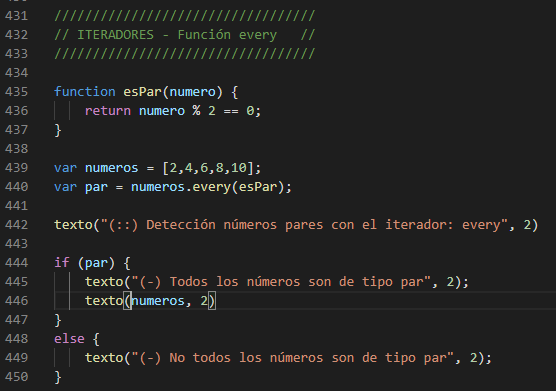 431 //////////////////////////////////
432 // ITERADORES - Función every   //
433 //////////////////////////////////
434
435 function esPar(numero) {
436     return numero % 2 == 0;
437 }
438
439 var numeros = [2,4,6,8,10];
440 var par = numeros.every(esPar);
441
442 texto("(::) Detección números pares con el iterador: every", 2)
443
444 if (par) {
445     texto("(-) Todos los números son de tipo par", 2);
446     texto(numeros, 2)
447 }
448 else {
449     texto("(-) No todos los números son de tipo par", 2);
450 }